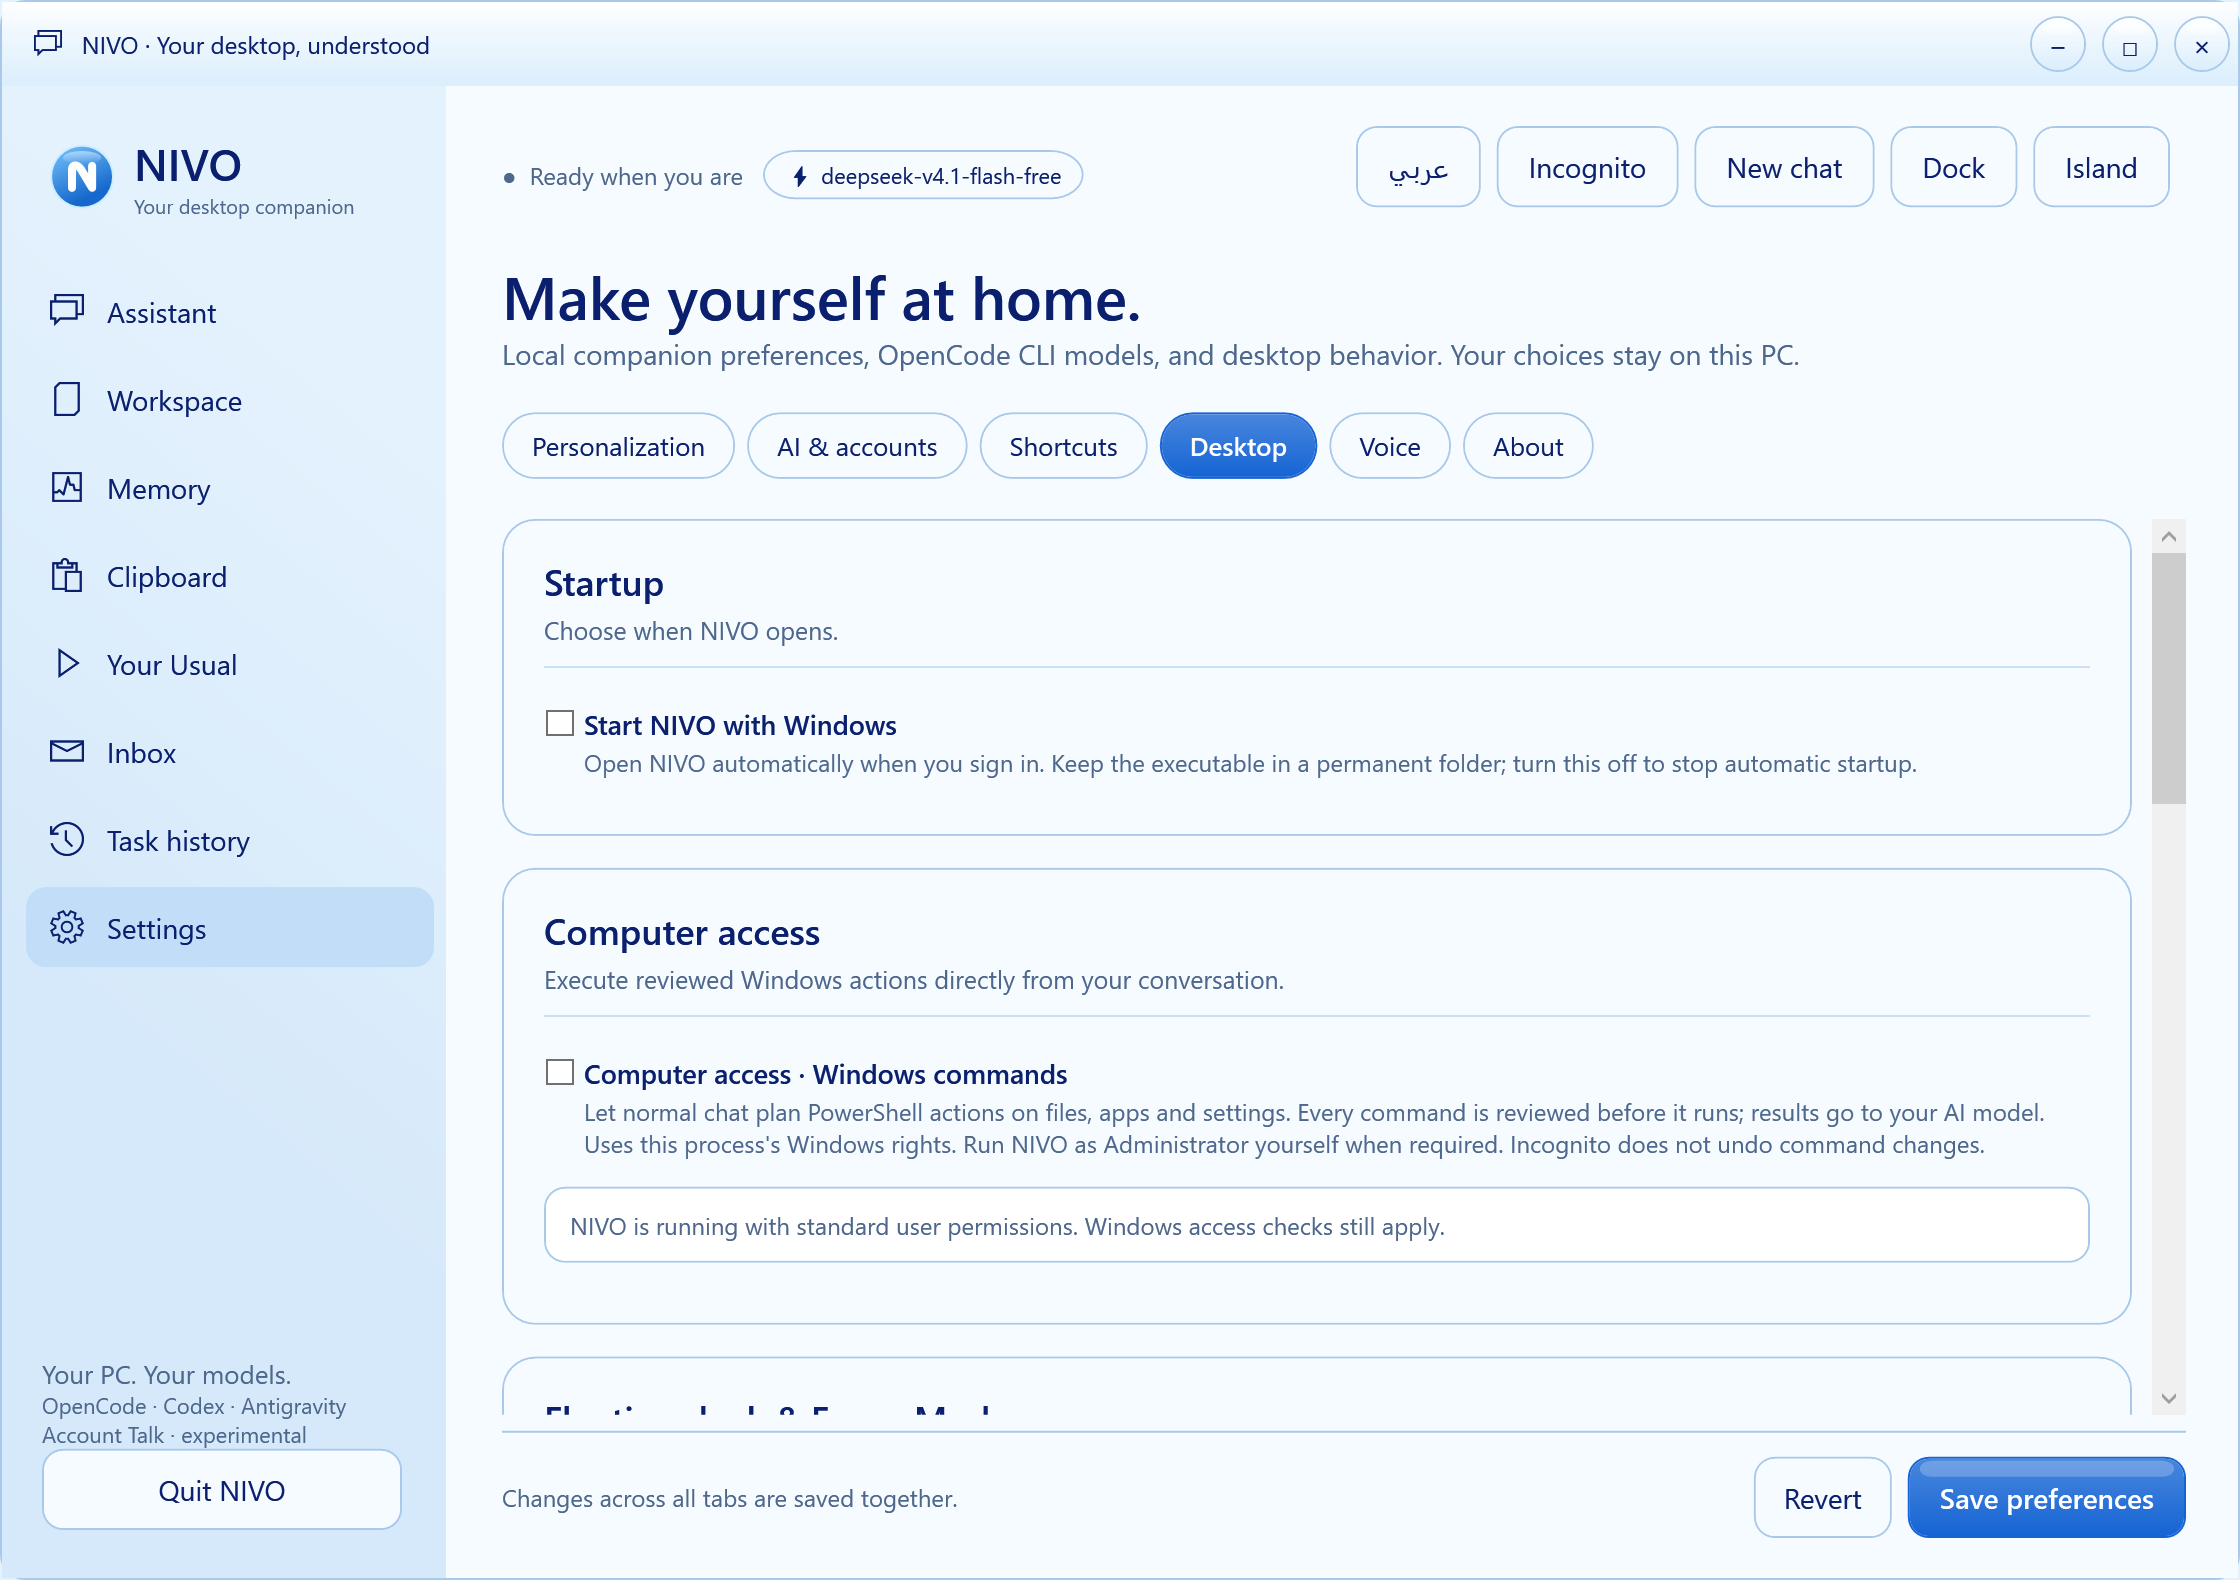 NIVO · Your desktop, understood
NIVO
Your desktop companion
Assistant
Workspace
Memory
Clipboard
Your Usual
Inbox
Task history
Settings
Your PC. Your models.
OpenCode · Codex · Antigravity
Account Talk · experimental
Quit NIVO
Ready when you are
deepseek-v4.1-flash-free
عربي
Incognito
New chat
Dock
Island
Make yourself at home.
Local companion preferences, OpenCode CLI models, and desktop behavior. Your choices stay on this PC.
Personalization
AI & accounts
Shortcuts
Desktop
Voice
About
Startup
Choose when NIVO opens.
Start NIVO with Windows
Open NIVO automatically when you sign in. Keep the executable in a permanent folder; turn this off to stop automatic startup.
Computer access
Execute reviewed Windows actions directly from your conversation.
Computer access · Windows commands
Let normal chat plan PowerShell actions on files, apps and settings. Every command is reviewed before it runs; results go to your AI model.
Uses this process's Windows rights. Run NIVO as Administrator yourself when required. Incognito does not undo command changes.
NIVO is running with standard user permissions. Windows access checks still apply.
Changes across all tabs are saved together.
Revert
Save preferences